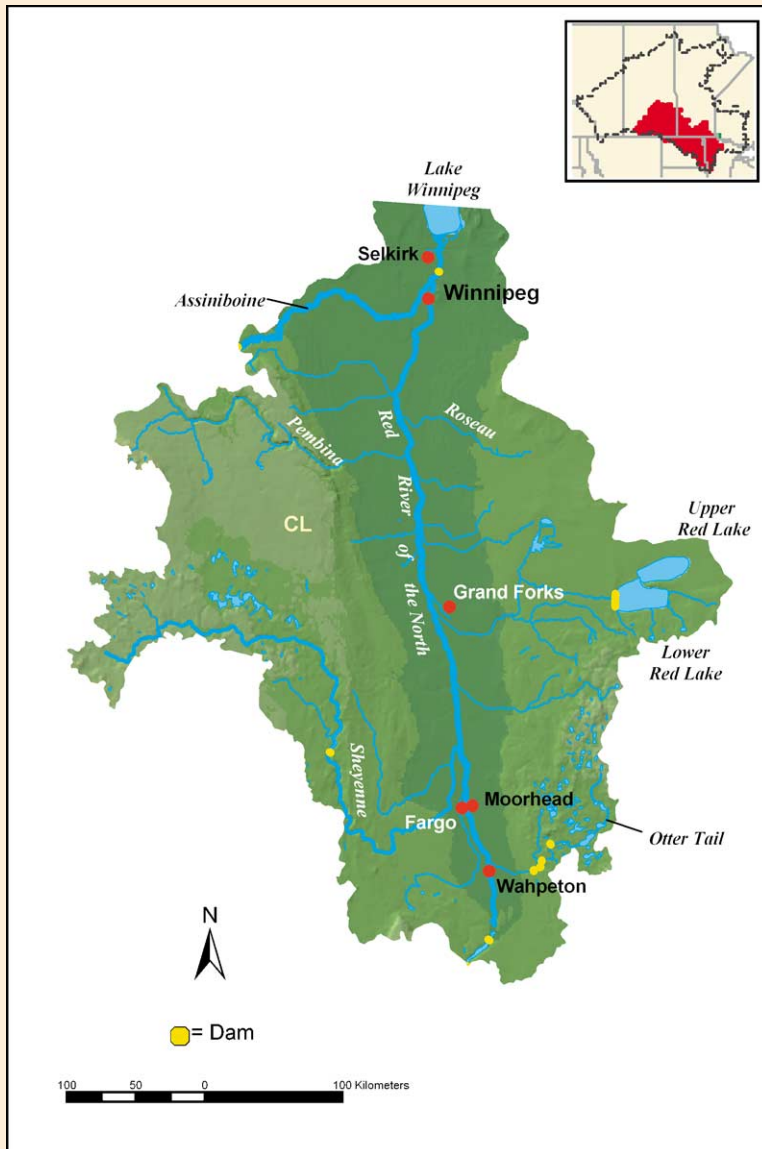 Lake
Winnipeg
Selkirk
Assiniboine
Winnipeg
Red
River
of
the North
Roseau
Pembina
CL
Upper
Red Lake
Grand Forks
Lower
Red Lake
Sheyenne
Moorhead
Fargo
Otter Tail
Wahpeton
N
= Dam
100 50 0 100 Kilometers